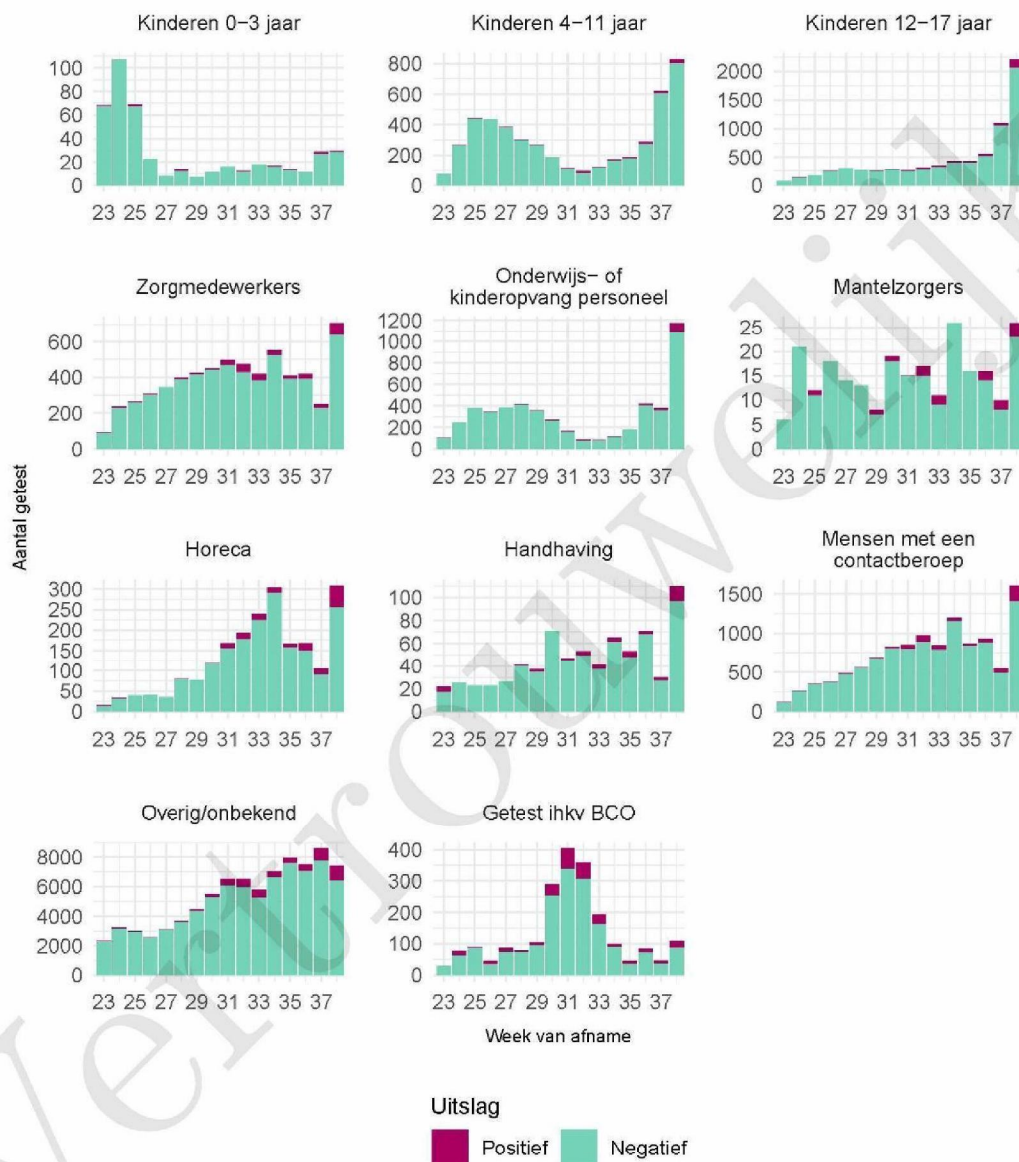 Kinderen 0−3 jaar
100
80
60
40
20
0
23 25 27 29 31 33 35 37
Kinderen 4−11 jaar
800
600
400
200
0
23 25 27 29 31 33 35 37
Kinderen 12−17 jaar
2000
1500
1000
500
0
23 25 27 29 31 33 35 37
Zorgmedewerkers
600
400
200
0
23 25 27 29 31 33 35 37
Onderwijs− of
kinderopvang personeel
1200
1000
800
600
400
200
0
23 25 27 29 31 33 35 37
Mantelzorgers
25
20
15
10
5
0
23 25 27 29 31 33 35 37
Aantal getest
Horeca
300
250
200
150
100
50
0
23 25 27 29 31 33 35 37
Handhaving
100
80
60
40
20
0
23 25 27 29 31 33 35 37
Mensen met een
contactberoep
1500
1000
500
0
23 25 27 29 31 33 35 37
Overig/onbekend
8000
6000
4000
2000
0
23 25 27 29 31 33 35 37
Getest ihkv BCO
400
300
200
100
0
23 25 27 29 31 33 35 37
Week van afname
Uitslag
Positief Negatief
Vertrouwelijk